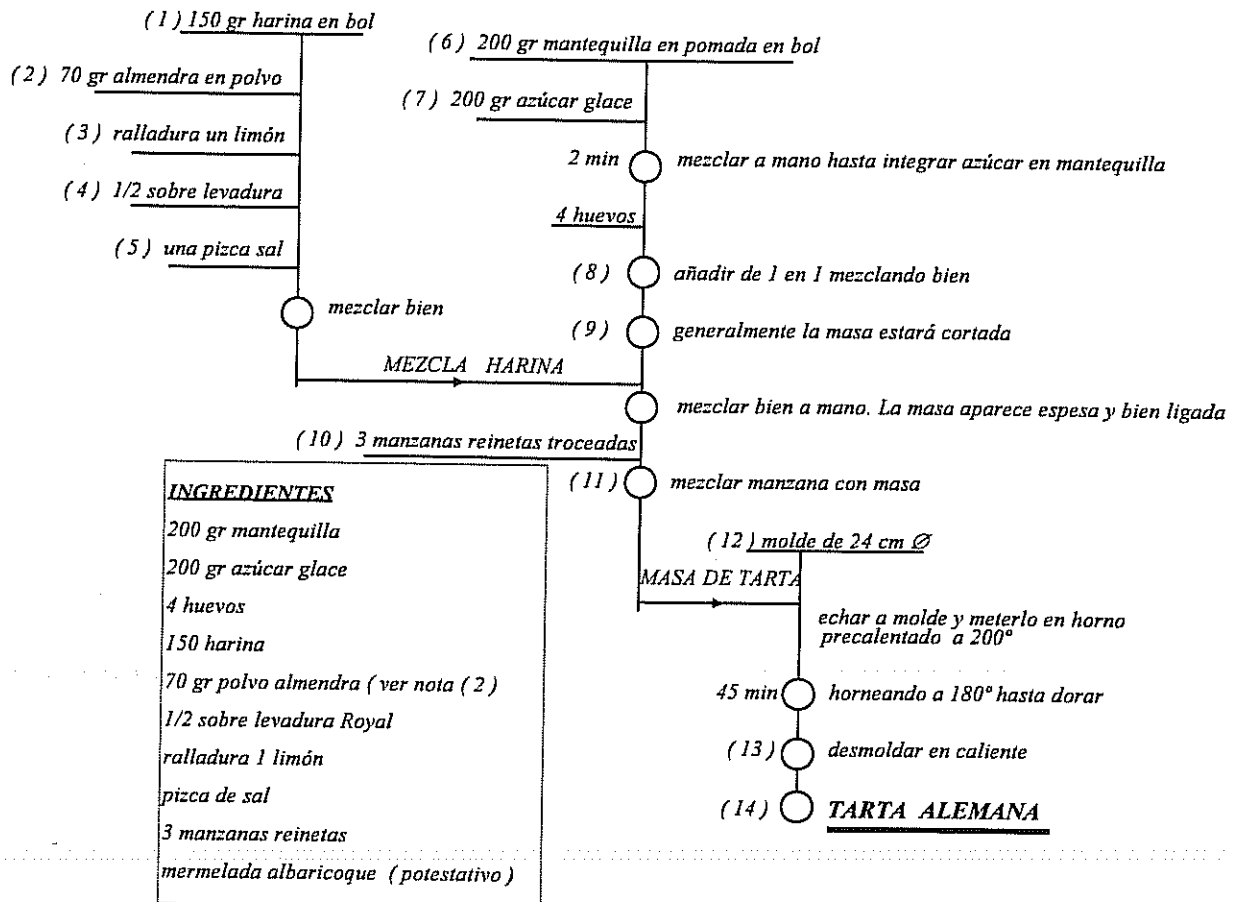 (1) 150 gr harina en bol
(2) 70 gr almendra en polvo
(3) ralladura un limón
(4) 1/2 sobre levadura
(5) una pizca sal
mezclar bien
MEZCLA HARINA
(6) 200 gr mantequilla en pomada en bol
(7) 200 gr azúcar glace
2 min mezclar a mano hasta integrar azúcar en mantequilla
4 huevos
(8) añadir de 1 en 1 mezclando bien
(9) generalmente la masa estará cortada
mezclar bien a mano. La masa aparece espesa y bien ligada
(10) 3 manzanas reinetas troceadas
(11) mezclar manzana con masa
(12) molde de 24 cm Ø
MASA DE TARTA
echar a molde y meterlo en horno
precalentado a 200º
45 min horneando a 180º hasta dorar
(13) desmoldar en caliente
(14) TARTA ALEMANA
INGREDIENTES
200 gr mantequilla
200 gr azúcar glace
4 huevos
150 harina
70 gr polvo almendra (ver nota (2)
1/2 sobre levadura Royal
ralladura 1 limón
pizca de sal
3 manzanas reinetas
mermelada albaricoque (potestativo)